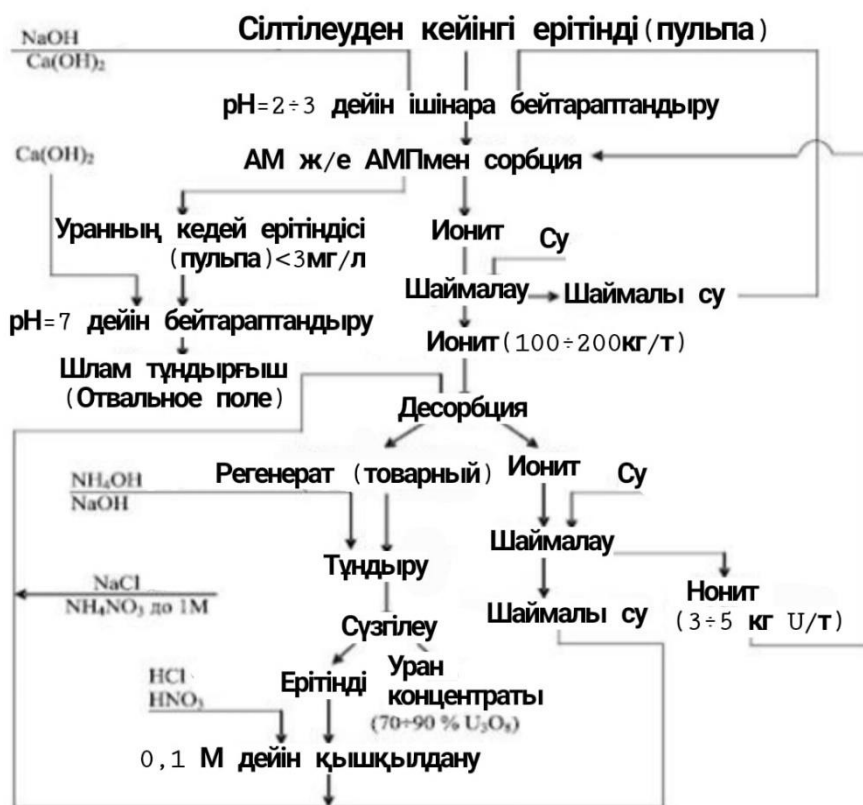 Сілтілеуден кейінгі ерітінді (пульпа)
NaOH
Ca(OH)₂
pH=2÷3 дейін ішінара бейтараптандыру
Ca(OH)₂
АМ ж/е АМПмен сорбция
Уранның кедей ерітіндісі
(пульпа)<3мг/л
Ионит
Су
Шаймалау
Шаймалы су
pH=7 дейін бейтараптандыру
Ионит(100÷200кг/т)
Шлам тұндырғыш
(Отвальное поле)
Десорбция
Регенерат (товарный)
Ионит
Су
NH₄OH
NaOH
Шаймалау
Тұндыру
NaCl
NH₄NO₃ до 1М
Нонит
(3÷5 кг U/т)
Шаймалы су
Сүзгілеу
HCl
HNO₃
Ерітінді
Уран
концентраты
(70÷90 % U₃O₈)
0,1 М дейін қышқылдану